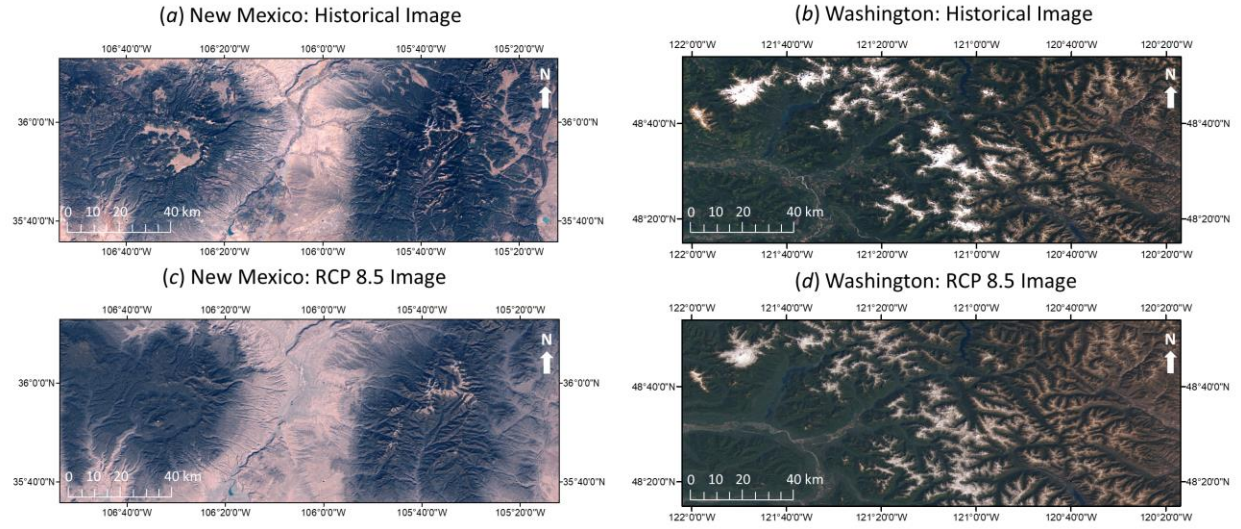 (a) New Mexico: Historical Image
106°40'0"W 106°20'0"W 106°0'0"W 105°40'0"W 105°20'0"W
36°0'0"N 36°0'0"N
N
35°40'0"N 35°40'0"N
0 10 20 40 km
106°40'0"W 106°20'0"W 106°0'0"W 105°40'0"W 105°20'0"W
(b) Washington: Historical Image
122°0'0"W 121°40'0"W 121°20'0"W 121°0'0"W 120°40'0"W 120°20'0"W
48°40'0"N 48°40'0"N
N
48°20'0"N 48°20'0"N
0 10 20 40 km
122°0'0"W 121°40'0"W 121°20'0"W 121°0'0"W 120°40'0"W 120°20'0"W
(c) New Mexico: RCP 8.5 Image
106°40'0"W 106°20'0"W 106°0'0"W 105°40'0"W 105°20'0"W
36°0'0"N 36°0'0"N
N
35°40'0"N 35°40'0"N
0 10 20 40 km
106°40'0"W 106°20'0"W 106°0'0"W 105°40'0"W 105°20'0"W
(d) Washington: RCP 8.5 Image
122°0'0"W 121°40'0"W 121°20'0"W 121°0'0"W 120°40'0"W 120°20'0"W
48°40'0"N 48°40'0"N
N
48°20'0"N 48°20'0"N
0 10 20 40 km
122°0'0"W 121°40'0"W 121°20'0"W 121°0'0"W 120°40'0"W 120°20'0"W